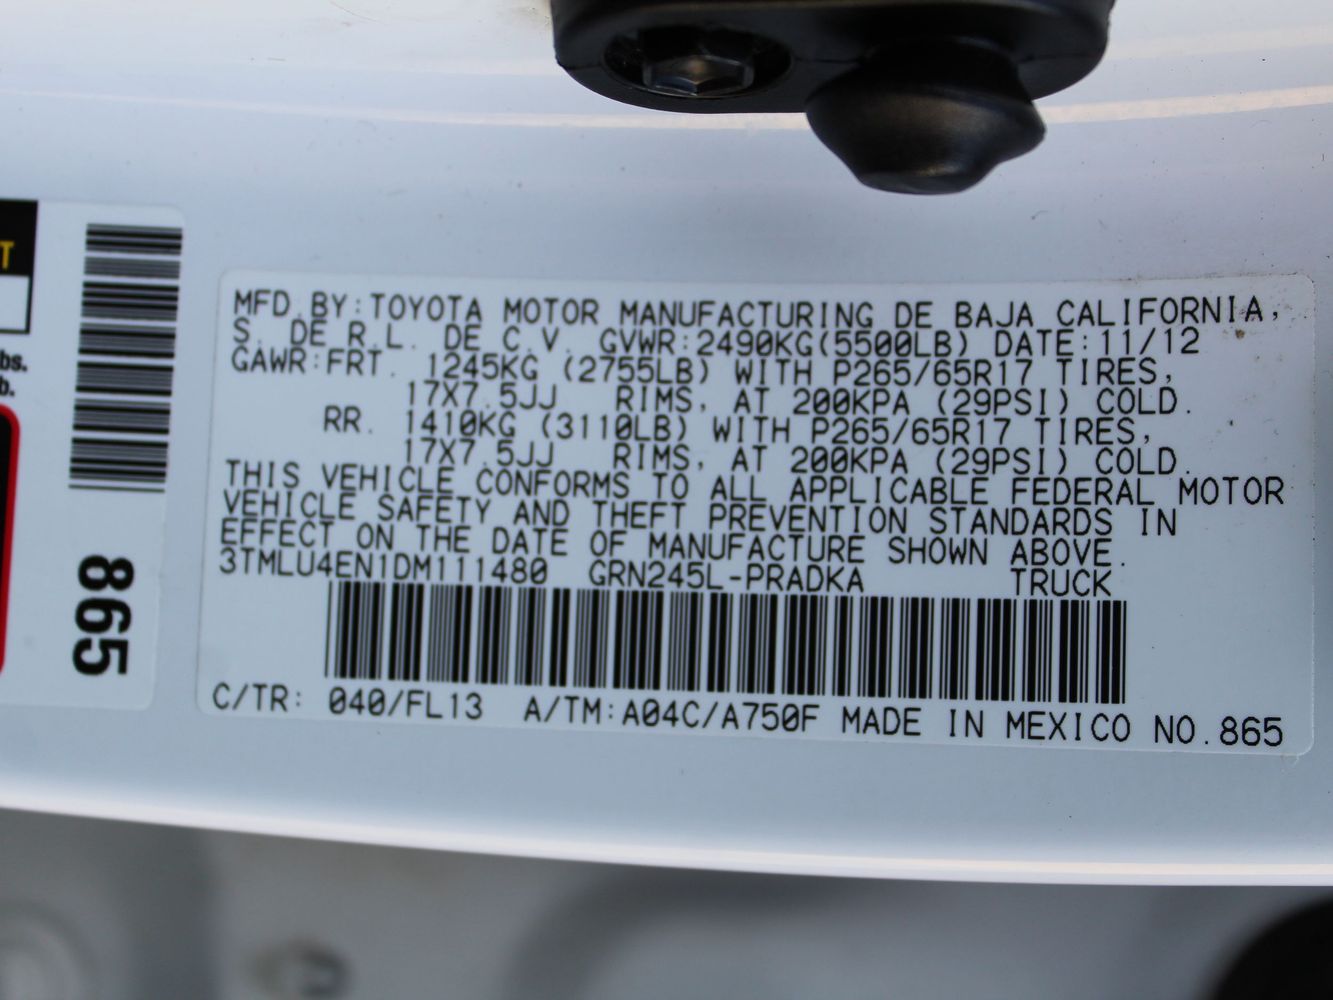 T
bs.
b.
865
MFD.BY:TOYOTA MOTOR MANUFACTURING DE BAJA CALIFORNIA,
S. DE R.L. DE C.V. GVWR:2490KG(5500LB) DATE:11/12
GAWR:FRT. 1245KG (2755LB) WITH P265/65R17 TIRES,
17X7.5JJ RIMS, AT 200KPA (29PSI) COLD.
RR. 1410KG (3110LB) WITH P265/65R17 TIRES,
17X7.5JJ RIMS, AT 200KPA (29PSI) COLD.
THIS VEHICLE CONFORMS TO ALL APPLICABLE FEDERAL MOTOR
VEHICLE SAFETY AND THEFT PREVENTION STANDARDS IN
EFFECT ON THE DATE OF MANUFACTURE SHOWN ABOVE.
3TMLU4EN1DM111480 GRN245L-PRADKA TRUCK
C/TR: 040/FL13 A/TM:A04C/A750F MADE IN MEXICO NO.865